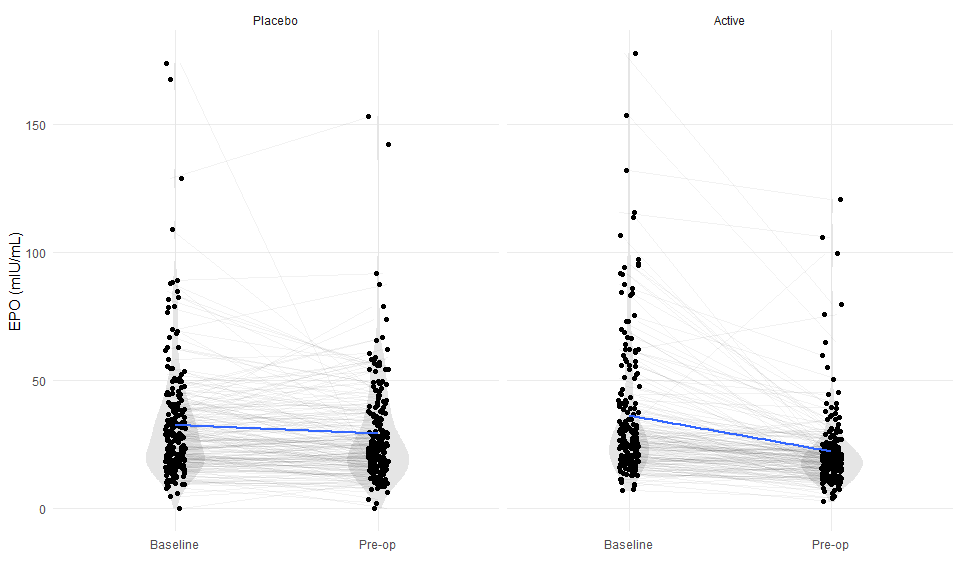 Placebo
Active
EPO (mIU/mL)
150
100
50
0
Baseline
Pre-op
Baseline
Pre-op